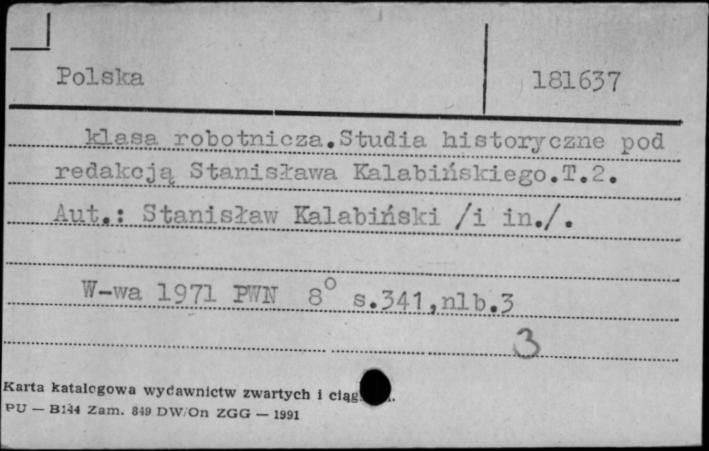 Polska 181637
klasa robotnicza.Studia historyczne pod
redakcją Stanisława Kalabińskiego.T.2.
Aut.: Stanisław Kalabiński /i in./.
W-wa 1971 PWN 8° s.341,nlb.3
3
Karta katalogowa wydawnictw zwartych i
PU — B144 Zam. 849 DW/On ZGG — 1991